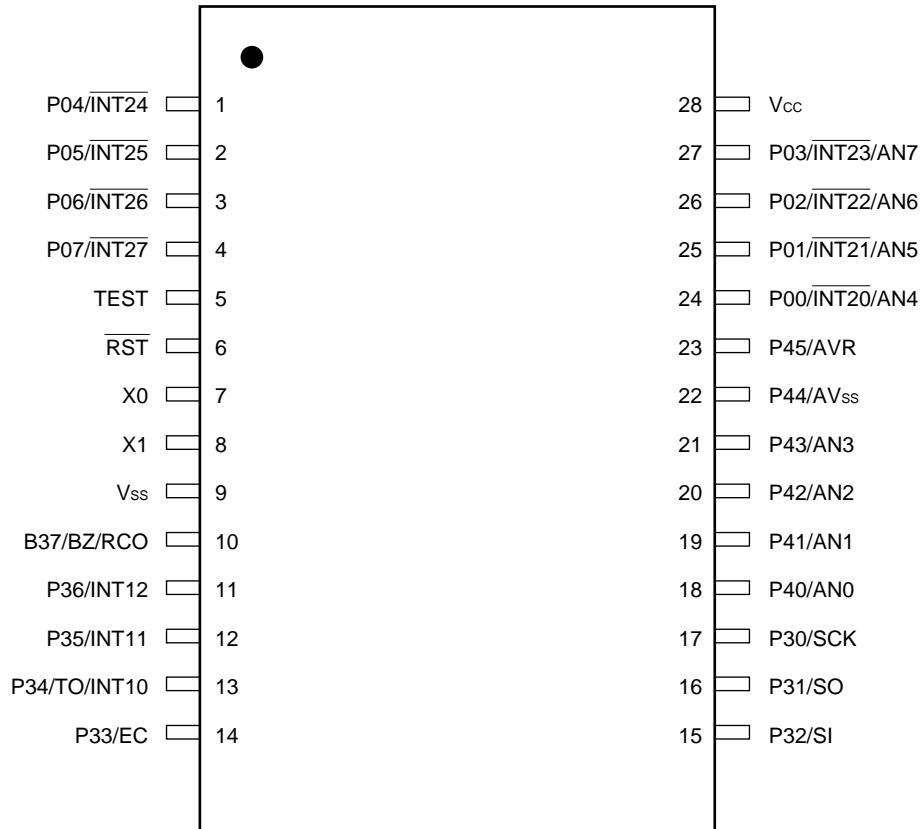 P04/INT24 1 28 Vcc
P05/INT25 2 27 P03/INT23/AN7
P06/INT26 3 26 P02/INT22/AN6
P07/INT27 4 25 P01/INT21/AN5
TEST 5 24 P00/INT20/AN4
RST 6 23 P45/AVR
X0 7 22 P44/AVss
X1 8 21 P43/AN3
Vss 9 20 P42/AN2
B37/BZ/RCO 10 19 P41/AN1
P36/INT12 11 18 P40/AN0
P35/INT11 12 17 P30/SCK
P34/TO/INT10 13 16 P31/SO
P33/EC 14 15 P32/SI